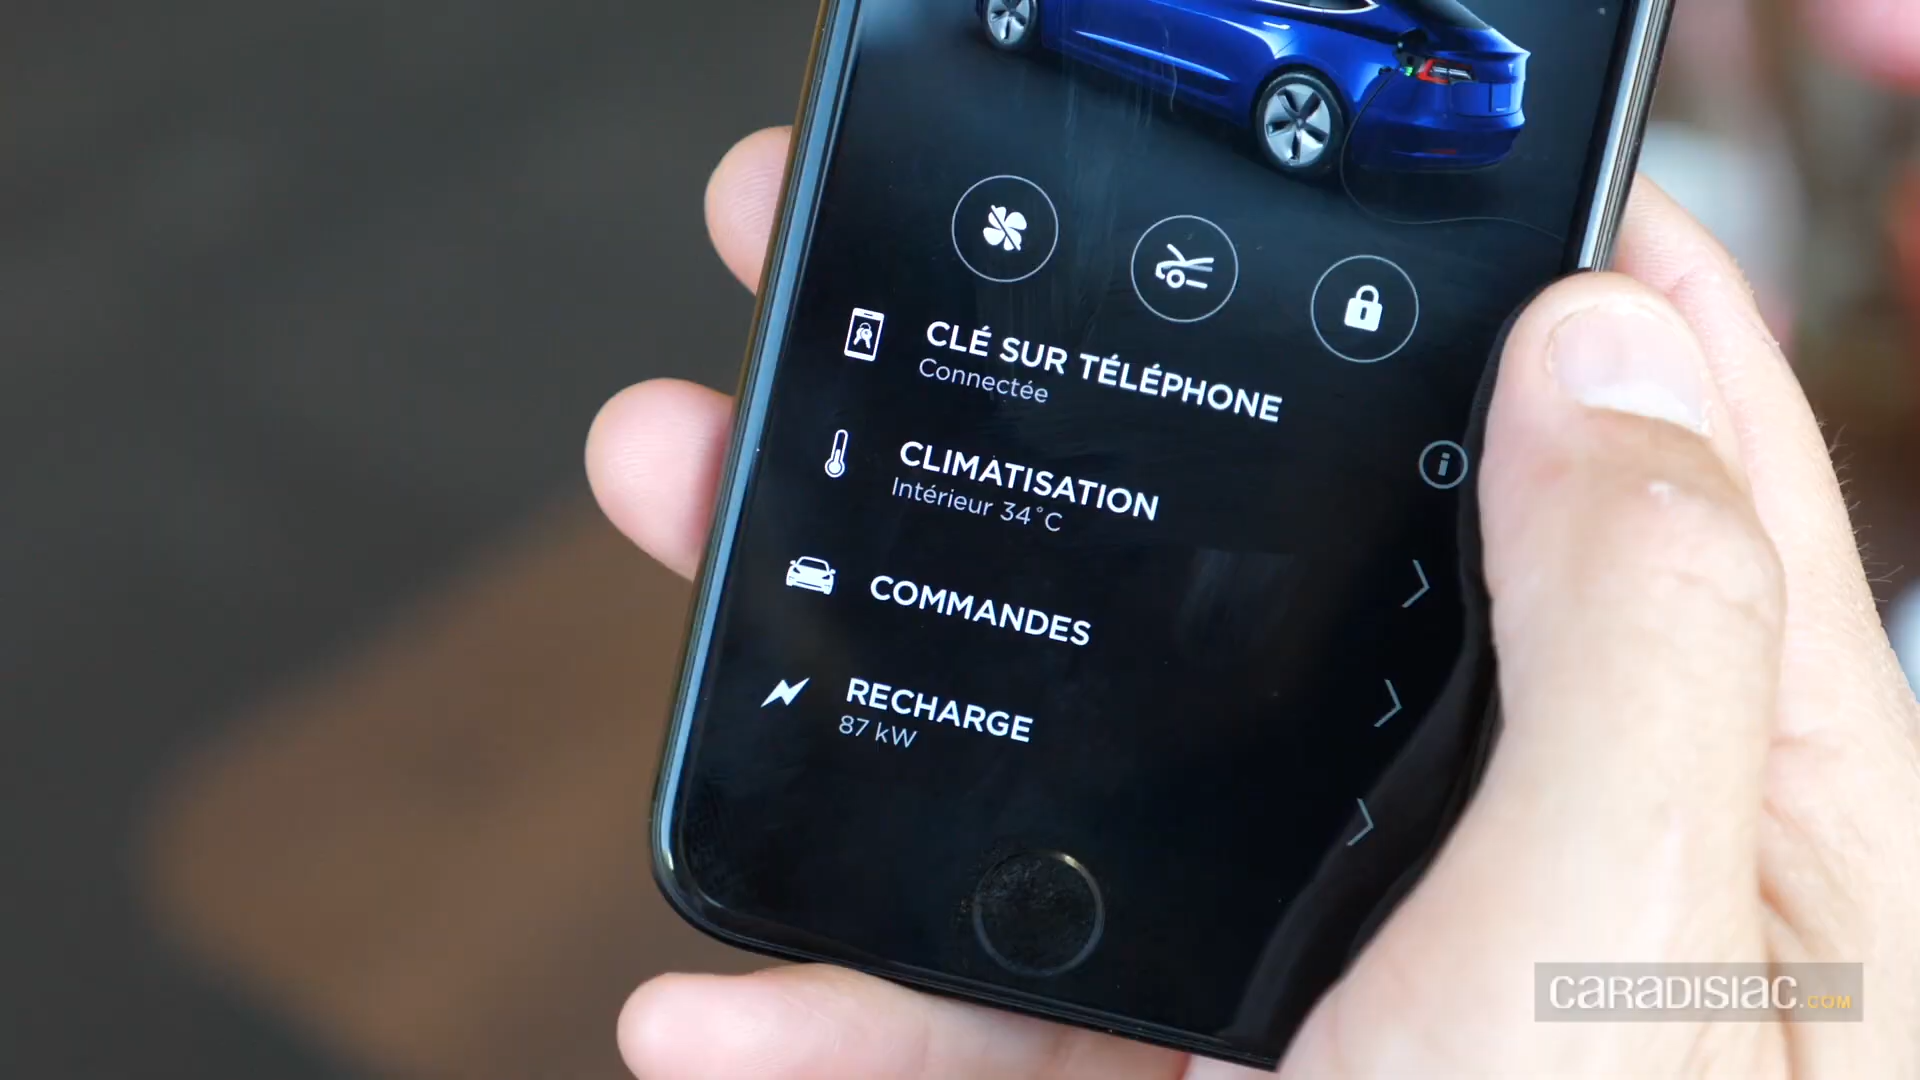 CLÉ SUR TÉLÉPHONE
Connectée
CLIMATISATION
Intérieur 34°C
COMMANDES
RECHARGE
87 kW
CARADISIAC.COM